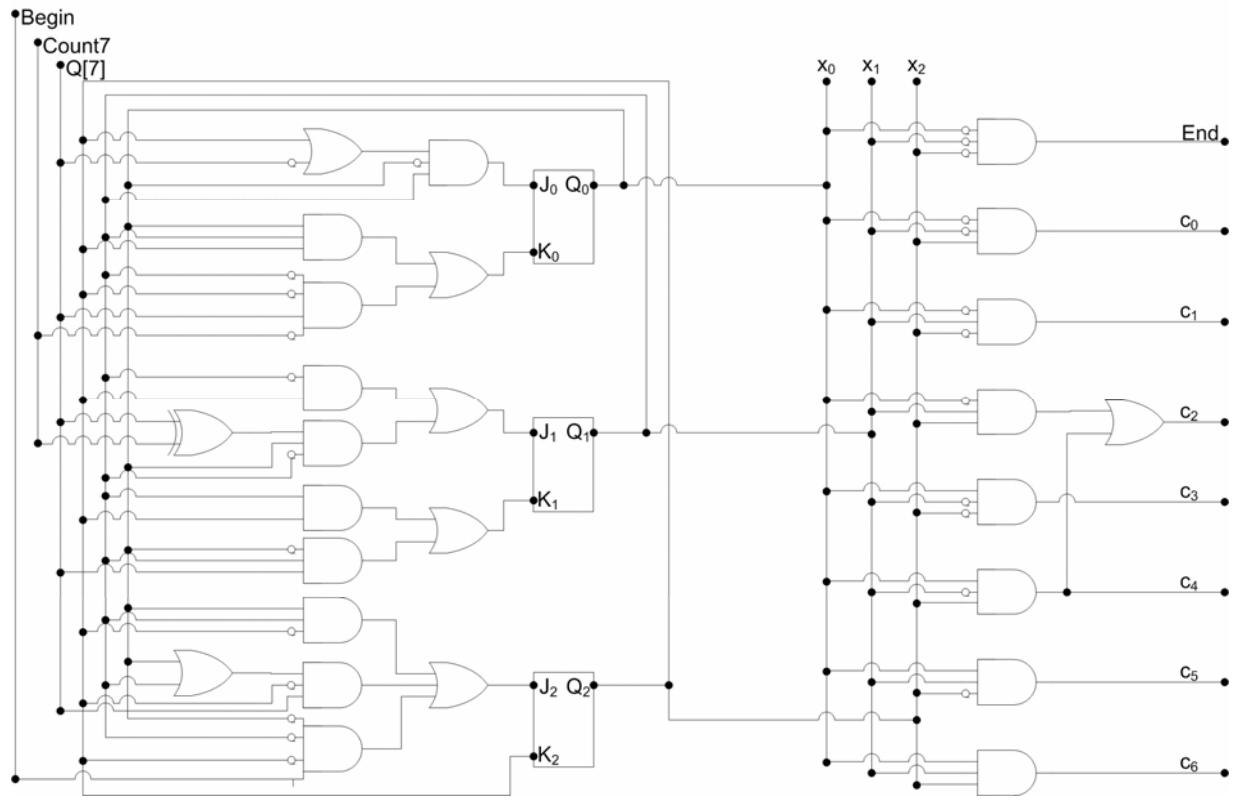 Begin
Count7
Q[7]
x₀ x₁ x₂
End
J₀ Q₀
c₀
K₀
c₁
c₂
J₁ Q₁
K₁
c₃
c₄
J₂ Q₂
c₅
K₂
c₆